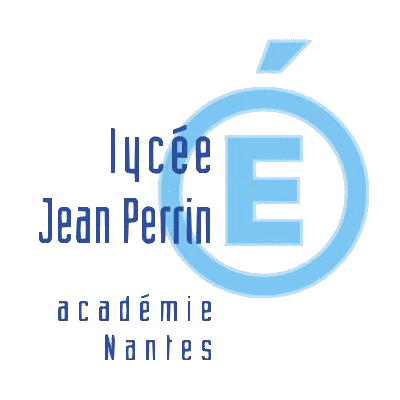 É
lycée
Jean Perrin
académie
Nantes